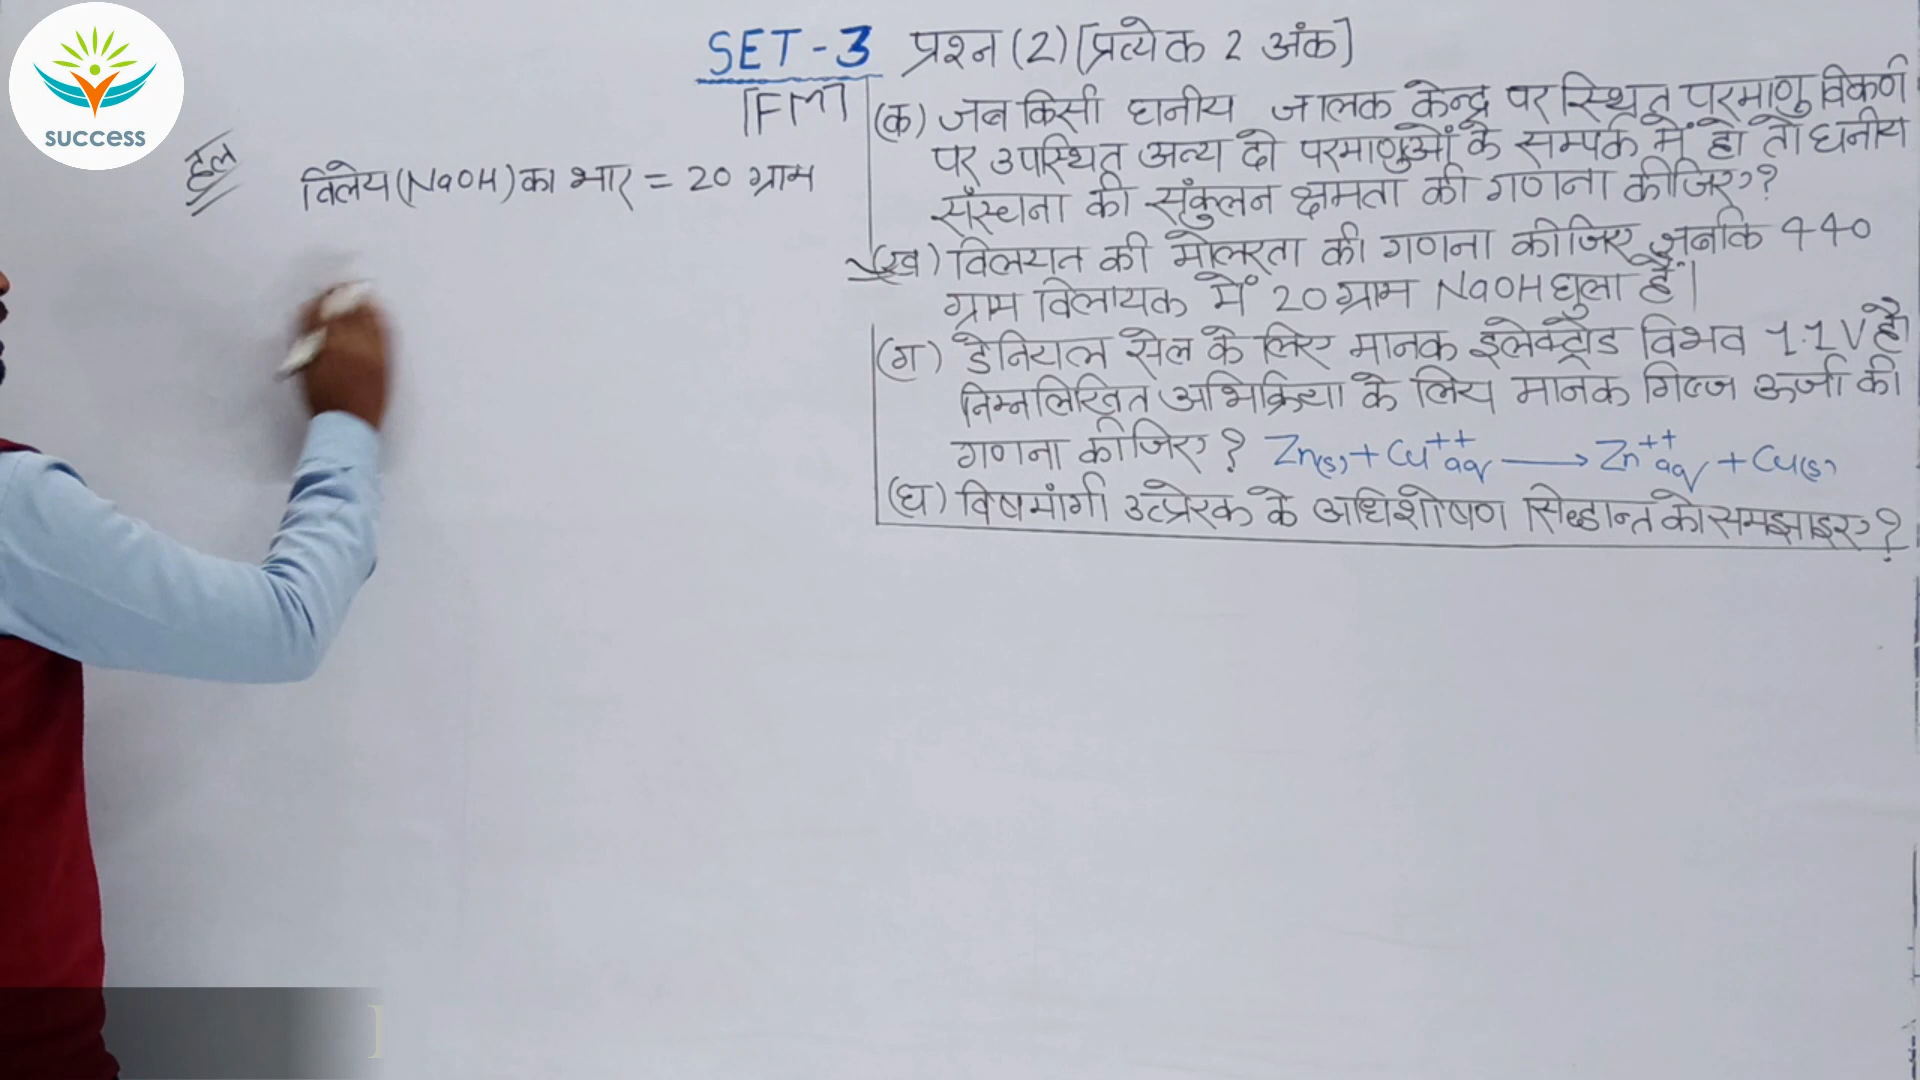 success
SET-3 प्रश्न (2) [प्रत्येक 2 अंक]
[FM]
(क) जब किसी घनीय जालक केन्द्र पर स्थित परमाणु विकर्ण
पर उपस्थित अन्य दो परमाणुओं के सम्पर्क में हो तो घनीय
संरचना की संकुलन क्षमता की गणना कीजिए?
(ख) विलयन की मोलरता की गणना कीजिए जबकि 440
ग्राम विलायक में 20 ग्राम NaOH घुला है।
(ग) डेनियल सेल के लिए मानक इलेक्ट्रोड विभव 1.1V है।
निम्नलिखित अभिक्रिया के लिये मानक गिब्ज ऊर्जा की
गणना कीजिए? Zn(s) + Cu++aq → Zn++aq + Cu(s)
(घ) विषमांगी उत्प्रेरक के अधिशोषण सिद्धान्त को समझाइए?
हल
विलेय (NaOH) का भार = 20 ग्राम